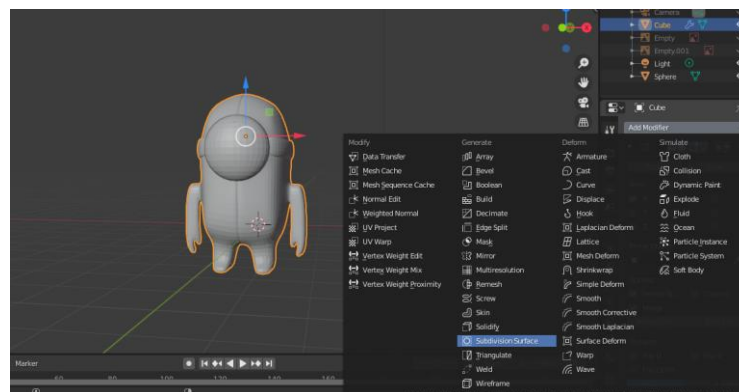 Camera
Cube
Empty
Empty.001
Light
Sphere
Cube
Add Modifier
Modify
Data Transfer
Mesh Cache
Mesh Sequence Cache
Normal Edit
Weighted Normal
UV Project
UV Warp
Vertex Weight Edit
Vertex Weight Mix
Vertex Weight Proximity
Generate
Array
Bevel
Boolean
Build
Decimate
Edge Split
Mask
Mirror
Multiresolution
Remesh
Screw
Skin
Solidify
Subdivision Surface
Triangulate
Weld
Wireframe
Deform
Armature
Cast
Curve
Displace
Hook
Laplacian Deform
Lattice
Mesh Deform
Shrinkwrap
Simple Deform
Smooth
Smooth Corrective
Smooth Laplacian
Surface Deform
Warp
Wave
Simulate
Cloth
Collision
Dynamic Paint
Explode
Fluid
Ocean
Particle Instance
Particle System
Soft Body
Marker